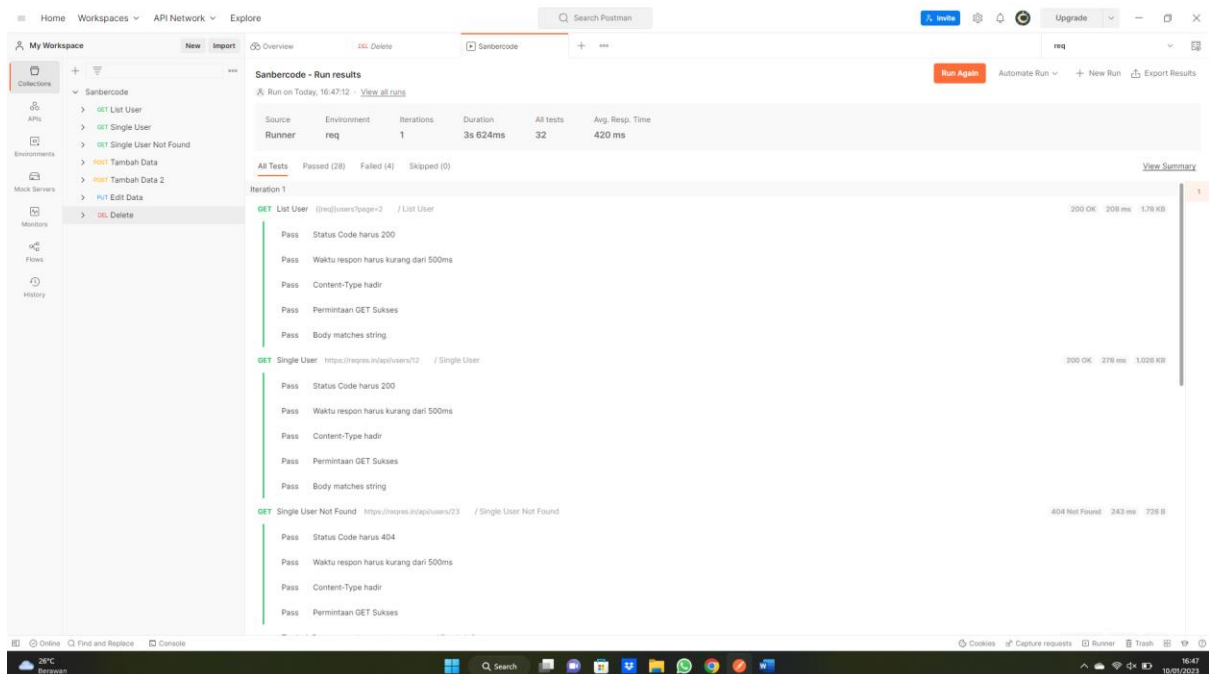 Home Workspaces API Network Explore Search Postman Invite Upgrade
My Workspace New Import Overview DEL Delete Sanbercode req
Collections
APIs
Environments
Mock Servers
Monitors
Flows
History
Sanbercode
GET List User
GET Single User
GET Single User Not Found
POST Tambah Data
POST Tambah Data 2
PUT Edit Data
DEL Delete
Sanbercode - Run results Run Again Automate Run + New Run Export Results
Run on Today, 16:47:12 · View all runs
Source Environment Iterations Duration All tests Avg. Resp. Time
Runner req 1 3s 624ms 32 420 ms
All Tests Passed (28) Failed (4) Skipped (0) View Summary
Iteration 1 1
GET List User {{req}}users?page=2 / List User 200 OK 208 ms 1.78 KB
Pass Status Code harus 200
Pass Waktu respon harus kurang dari 500ms
Pass Content-Type hadir
Pass Permintaan GET Sukses
Pass Body matches string
GET Single User https://reqres.in/api/users/12 / Single User 200 OK 278 ms 1.028 KB
Pass Status Code harus 200
Pass Waktu respon harus kurang dari 500ms
Pass Content-Type hadir
Pass Permintaan GET Sukses
Pass Body matches string
GET Single User Not Found https://reqres.in/api/users/23 / Single User Not Found 404 Not Found 243 ms 728 B
Pass Status Code harus 404
Pass Waktu respon harus kurang dari 500ms
Pass Content-Type hadir
Pass Permintaan GET Sukses
Online Find and Replace Console Cookies Capture requests Runner Trash
26°C
Berawan
Search
16:47
10/01/2023